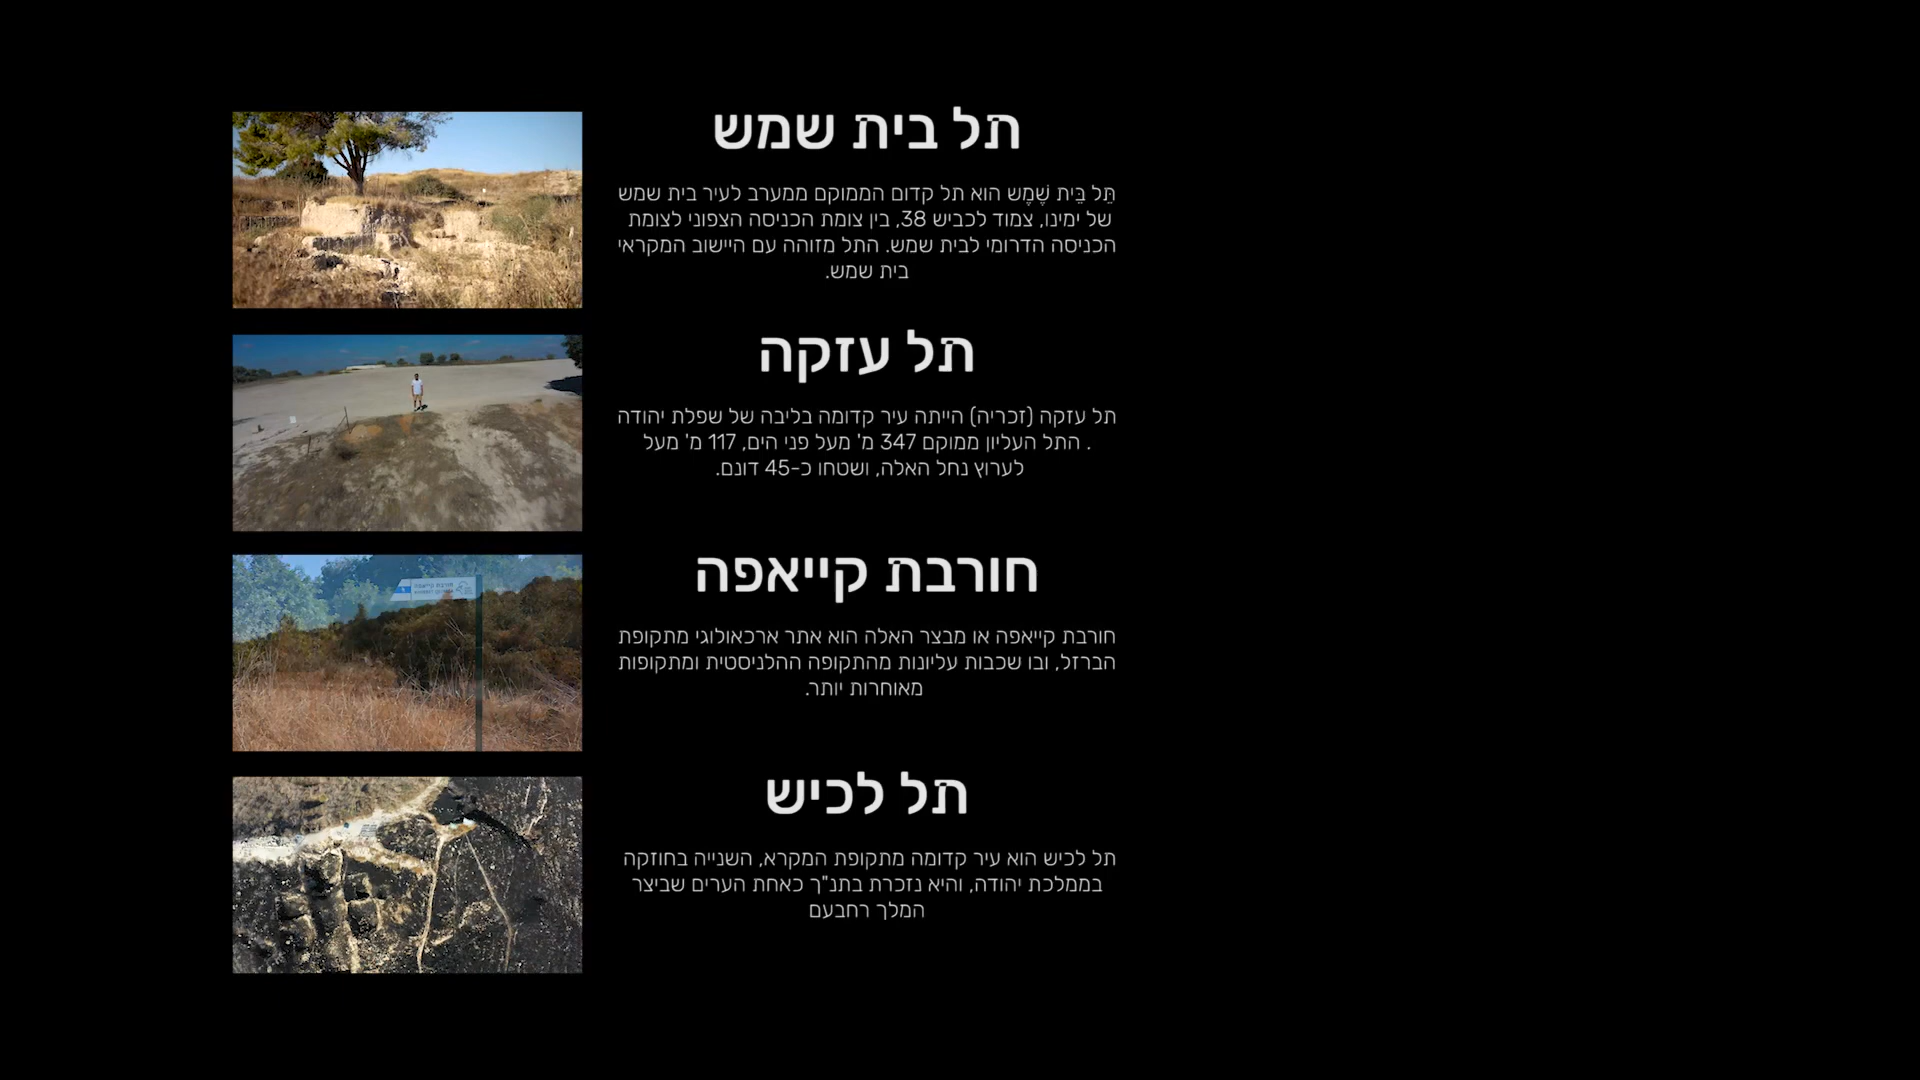 תל בית שמש
תֵּל בֵּית שֶׁמֶשׁ הוא תל קדום הממוקם ממערב לעיר בית שמש
של ימינו, צמוד לכביש 38, בין צומת הכניסה הצפוני לצומת
הכניסה הדרומי לבית שמש. התל מזוהה עם היישוב המקראי
בית שמש.
תל עזקה
תל עזקה (זכריה) הייתה עיר קדומה בליבה של שפלת יהודה
. התל העליון ממוקם 347 מ' מעל פני הים, 117 מ' מעל
לערוץ נחל האלה, ושטחו כ-45 דונם.
חורבת קייאפה
חורבת קייאפה
חורבת קייאפה או מבצר האלה הוא אתר ארכאולוגי מתקופת
הברזל, ובו שכבות עליונות מהתקופה ההלניסטית ומתקופות
מאוחרות יותר.
תל לכיש
תל לכיש הוא עיר קדומה מתקופת המקרא, השנייה בחוזקה
בממלכת יהודה, והיא נזכרת בתנ"ך כאחת הערים שביצר
המלך רחבעם